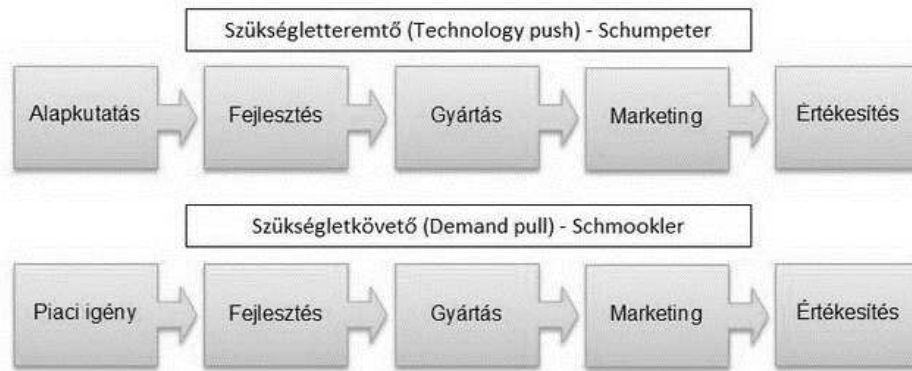 Szükségletteremtő (Technology push) - Schumpeter
Alapkutatás
Fejlesztés
Gyártás
Marketing
Értékesítés
Szükségletkövető (Demand pull) - Schmookler
Piaci igény
Fejlesztés
Gyártás
Marketing
Értékesítés